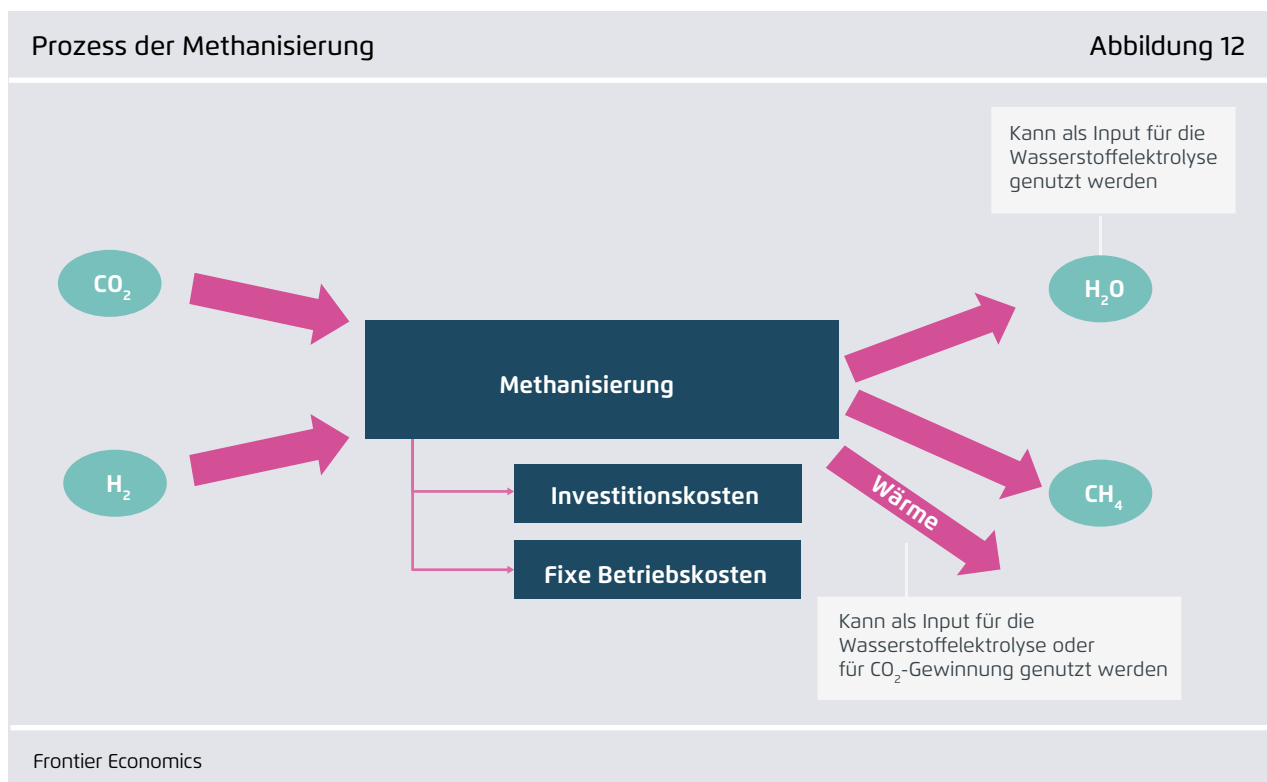 Prozess der Methanisierung
Abbildung 12
Kann als Input für die
Wasserstoffelektrolyse
genutzt werden
CO₂
H₂O
Methanisierung
H₂
Investitionskosten
Wärme
CH₄
Fixe Betriebskosten
Kann als Input für die
Wasserstoffelektrolyse oder
für CO₂-Gewinnung genutzt werden
Frontier Economics